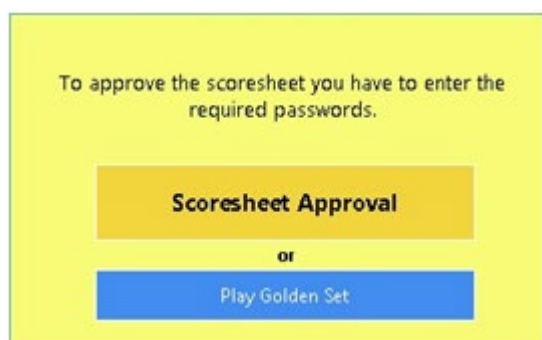 To approve the scoresheet you have to enter the
required passwords.
Scoresheet Approval
or
Play Golden Set